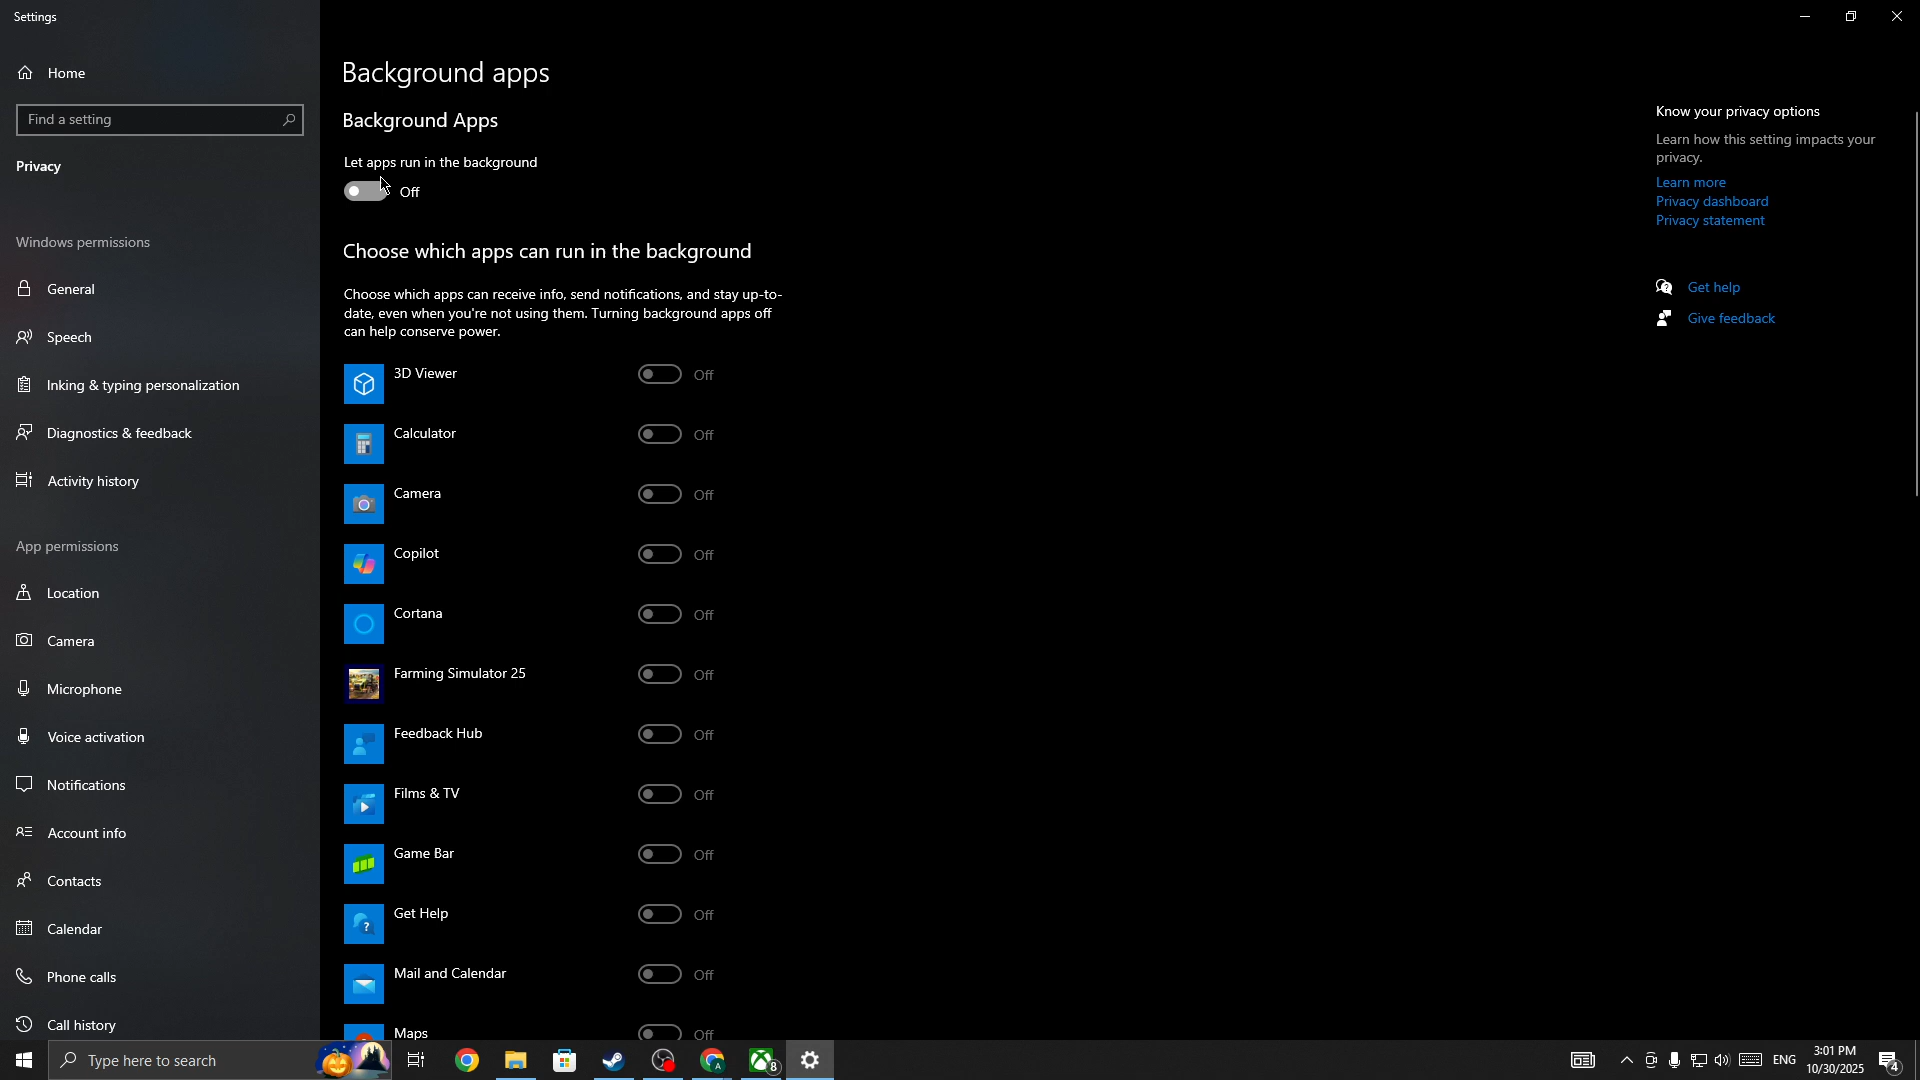 Settings
Home
Find a setting
Privacy
Windows permissions
General
Speech
Inking & typing personalization
Diagnostics & feedback
Activity history
App permissions
Location
Camera
Microphone
Voice activation
Notifications
Account info
Contacts
Calendar
Phone calls
Call history
Background apps
Background Apps
Let apps run in the background
Off
Choose which apps can run in the background
Choose which apps can receive info, send notifications, and stay up-to-
date, even when you're not using them. Turning background apps off
can help conserve power.
3D Viewer Off
Calculator Off
Camera Off
Copilot Off
Cortana Off
Farming Simulator 25 Off
Feedback Hub Off
Films & TV Off
Game Bar Off
Get Help Off
Mail and Calendar Off
Maps Off
Know your privacy options
Learn how this setting impacts your
privacy.
Learn more
Privacy dashboard
Privacy statement
Get help
Give feedback
Type here to search
A
8
ENG
3:01 PM
10/30/2025
4